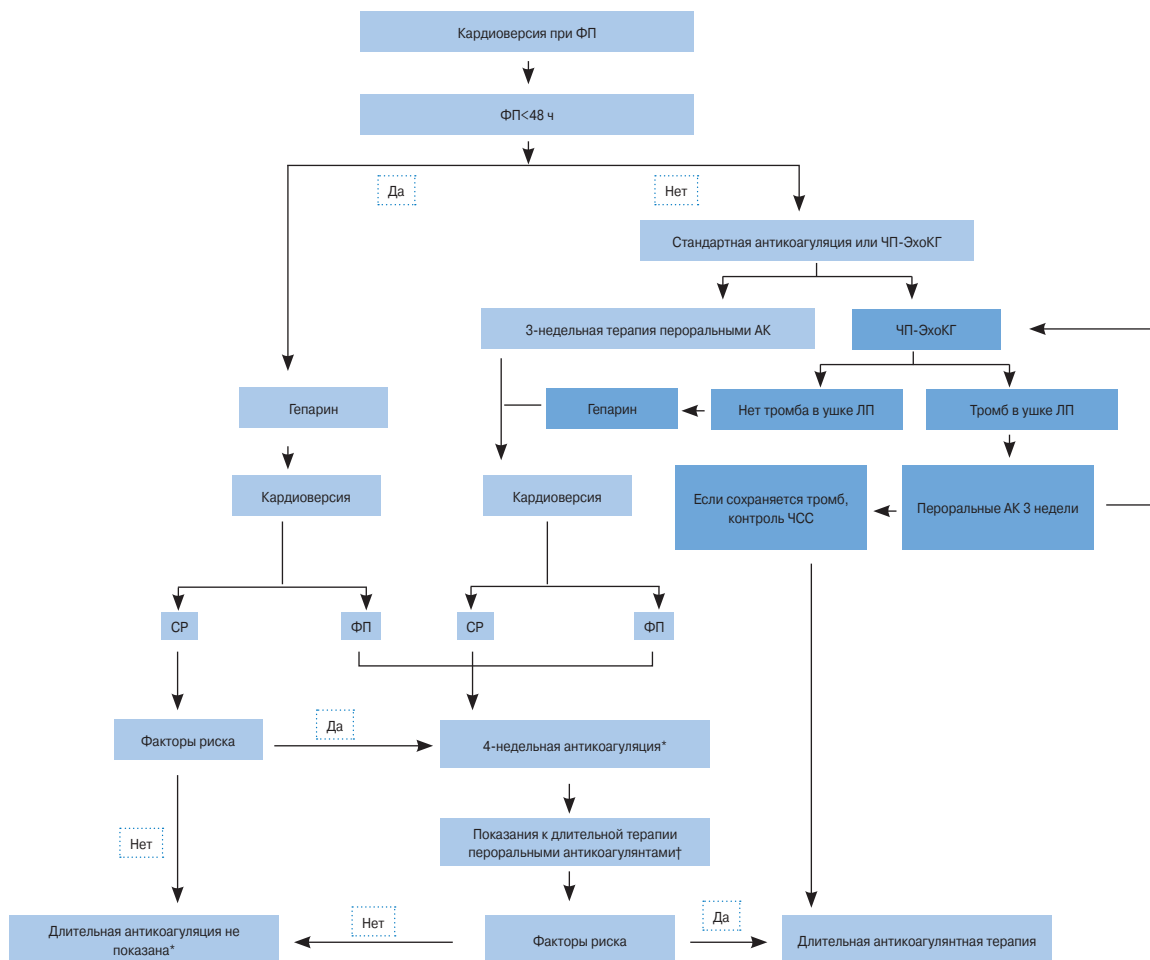 Кардиоверсия при ФП
ФП<48 ч
Да
Нет
Стандартная антикоагуляция или ЧП-ЭхоКГ
3-недельная терапия пероральными АК
ЧП-ЭхоКГ
Гепарин
Гепарин
Нет тромба в ушке ЛП
Тромб в ушке ЛП
Кардиоверсия
Кардиоверсия
Если сохраняется тромб,
контроль ЧСС
Пероральные АК 3 недели
СР
ФП
СР
ФП
Факторы риска
Да
4-недельная антикоагуляция*
Нет
Показания к длительной терапии
пероральными антикоагулянтами†
Длительная антикоагуляция не
показана*
Нет
Факторы риска
Да
Длительная антикоагулянтная терапия